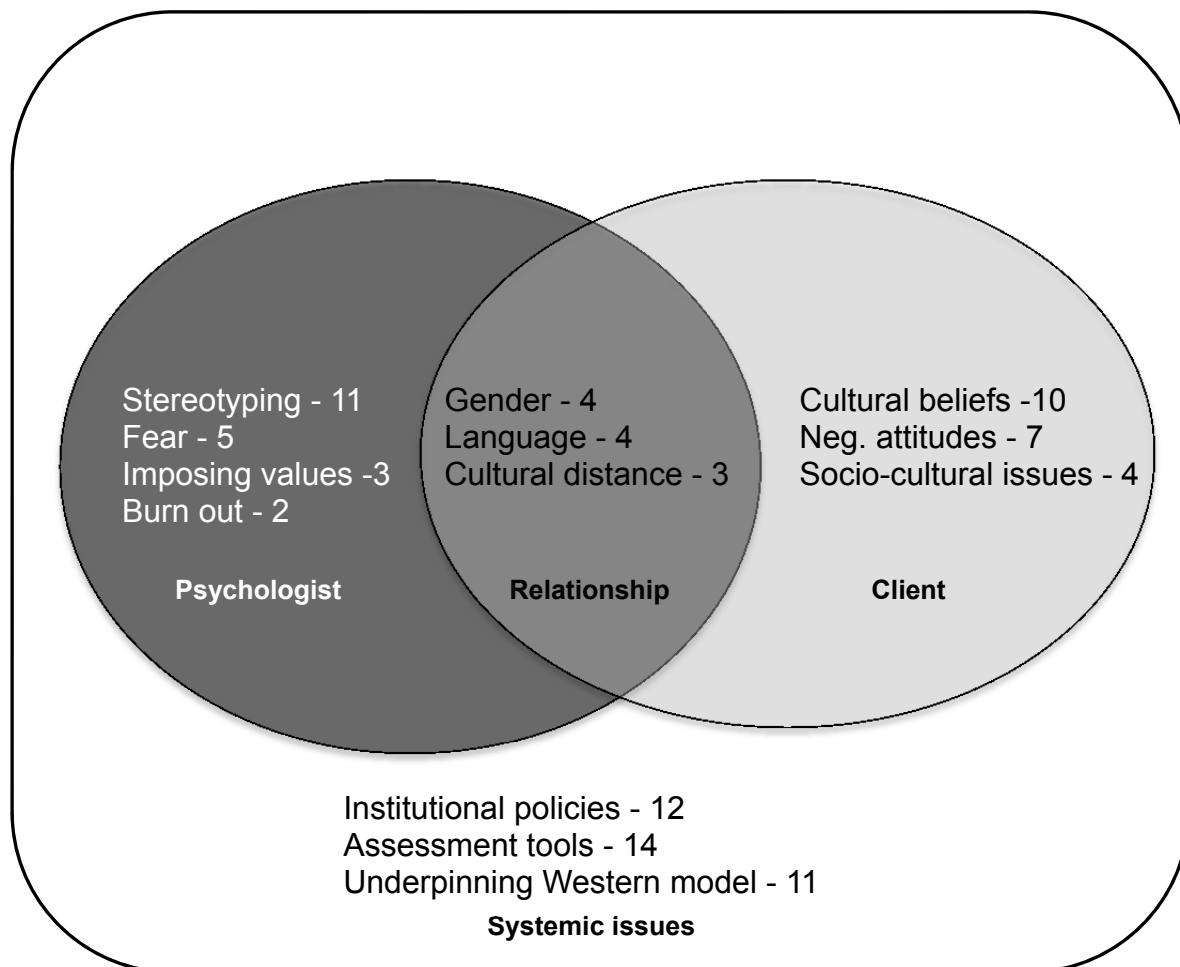 Stereotyping - 11
Fear - 5
Imposing values -3
Burn out - 2
Psychologist
Gender - 4
Language - 4
Cultural distance - 3
Relationship
Cultural beliefs -10
Neg. attitudes - 7
Socio-cultural issues - 4
Client
Institutional policies - 12
Assessment tools - 14
Underpinning Western model - 11
Systemic issues